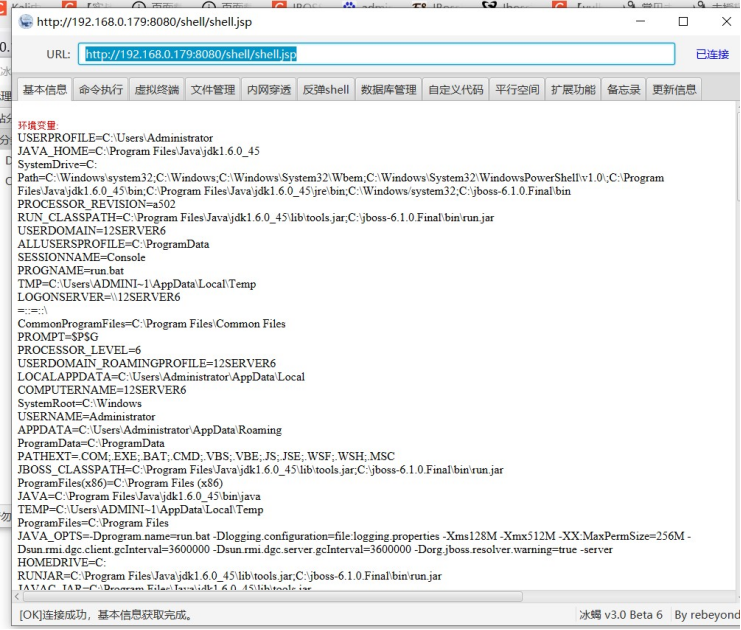 http://192.168.0.179:8080/shell/shell.jsp
URL: http://192.168.0.179:8080/shell/shell.jsp 已连接
基本信息 命令执行 虚拟终端 文件管理 内网穿透 反弹shell 数据库管理 自定义代码 平行空间 扩展功能 备忘录 更新信息
环境变量:
USERPROFILE=C:\Users\Administrator
JAVA_HOME=C:\Program Files\Java\jdk1.6.0_45
SystemDrive=C:
Path=C:\Windows\system32;C:\Windows;C:\Windows\System32\Wbem;C:\Windows\System32\WindowsPowerShell\v1.0\;C:\Program
Files\Java\jdk1.6.0_45\bin;C:\Program Files\Java\jdk1.6.0_45\jre\bin;C:\Windows/system32;C:\jboss-6.1.0.Final\bin
PROCESSOR_REVISION=a502
RUN_CLASSPATH=C:\Program Files\Java\jdk1.6.0_45\lib\tools.jar;C:\jboss-6.1.0.Final\bin\run.jar
USERDOMAIN=12SERVER6
ALLUSERSPROFILE=C:\ProgramData
SESSIONNAME=Console
PROGNAME=run.bat
TMP=C:\Users\ADMINI~1\AppData\Local\Temp
LOGONSERVER=\\12SERVER6
=::=::\
CommonProgramFiles=C:\Program Files\Common Files
PROMPT=$P$G
PROCESSOR_LEVEL=6
USERDOMAIN_ROAMINGPROFILE=12SERVER6
LOCALAPPDATA=C:\Users\Administrator\AppData\Local
COMPUTERNAME=12SERVER6
SystemRoot=C:\Windows
USERNAME=Administrator
APPDATA=C:\Users\Administrator\AppData\Roaming
ProgramData=C:\ProgramData
PATHEXT=.COM;.EXE;.BAT;.CMD;.VBS;.VBE;.JS;.JSE;.WSF;.WSH;.MSC
JBOSS_CLASSPATH=C:\Program Files\Java\jdk1.6.0_45\lib\tools.jar;C:\jboss-6.1.0.Final\bin\run.jar
ProgramFiles(x86)=C:\Program Files (x86)
JAVA=C:\Program Files\Java\jdk1.6.0_45\bin\java
TEMP=C:\Users\ADMINI~1\AppData\Local\Temp
ProgramFiles=C:\Program Files
JAVA_OPTS=-Dprogram.name=run.bat -Dlogging.configuration=file:logging.properties -Xms128M -Xmx512M -XX:MaxPermSize=256M -
Dsun.rmi.dgc.client.gcInterval=3600000 -Dsun.rmi.dgc.server.gcInterval=3600000 -Dorg.jboss.resolver.warning=true -server
HOMEDRIVE=C:
RUNJAR=C:\Program Files\Java\jdk1.6.0_45\lib\tools.jar;C:\jboss-6.1.0.Final\bin\run.jar
JAVAC_JAR=C:\Program Files\Java\jdk1.6.0_45\lib\tools.jar
[OK]连接成功，基本信息获取完成。 冰蝎 v3.0 Beta 6 By rebeyond